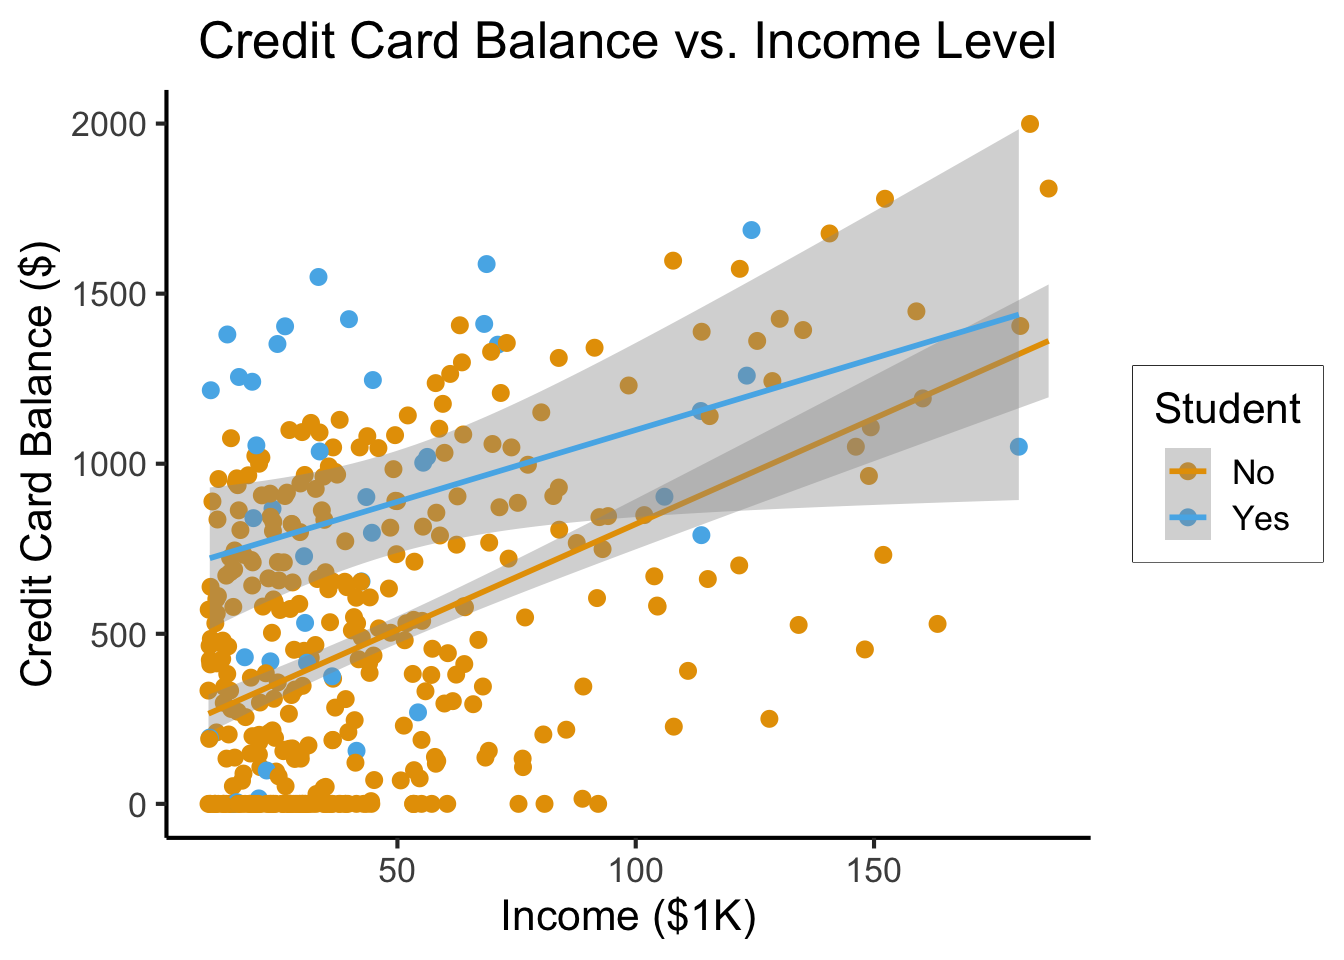 Credit Card Balance vs. Income Level
Credit Card Balance ($)
2000
1500
1000
500
0
50
100
150
Income ($1K)
Student
No
Yes